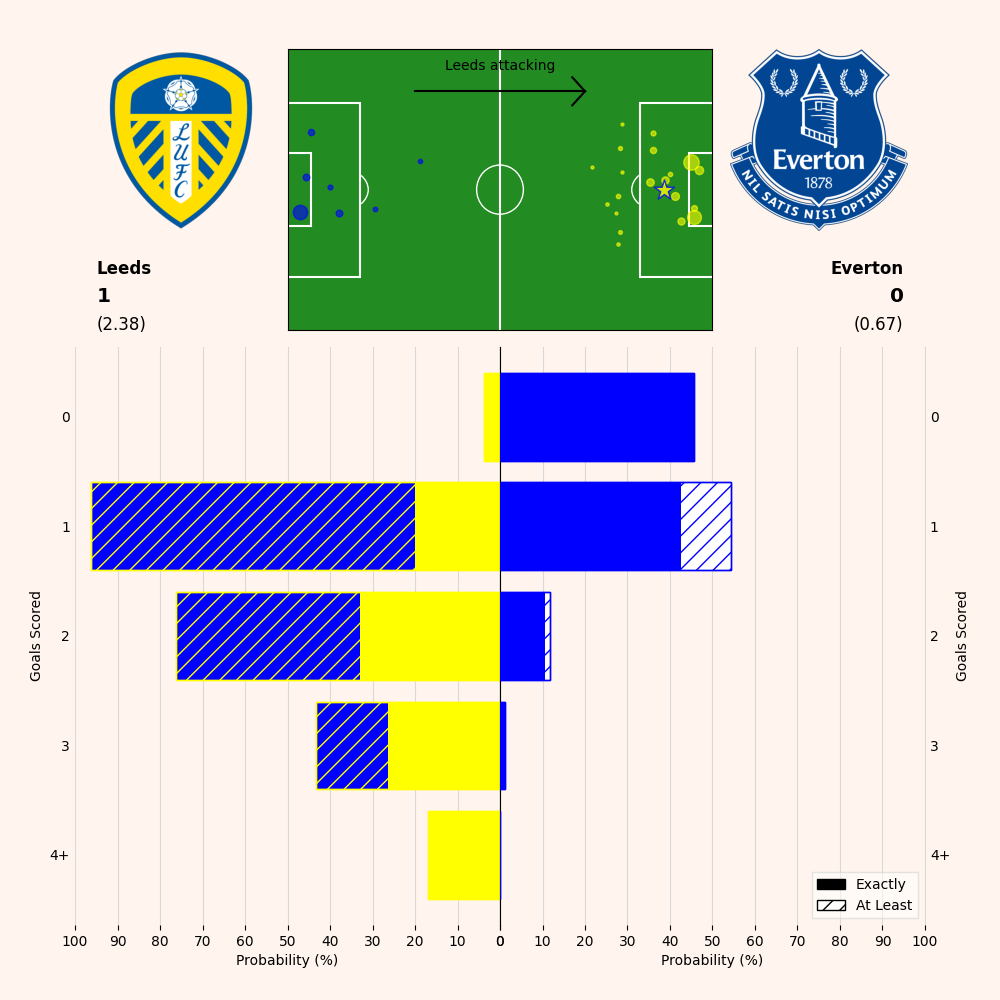 Leeds attacking
L
U
F
C
Everton
1878
NIL SATIS NISI OPTIMUM
Leeds
1
(2.38)
Everton
0
(0.67)
0
1
2
3
4+
Goals Scored
0
1
2
3
4+
Goals Scored
Exactly
At Least
100 90 80 70 60 50 40 30 20 10 0
0 10 20 30 40 50 60 70 80 90 100
Probability (%)
Probability (%)